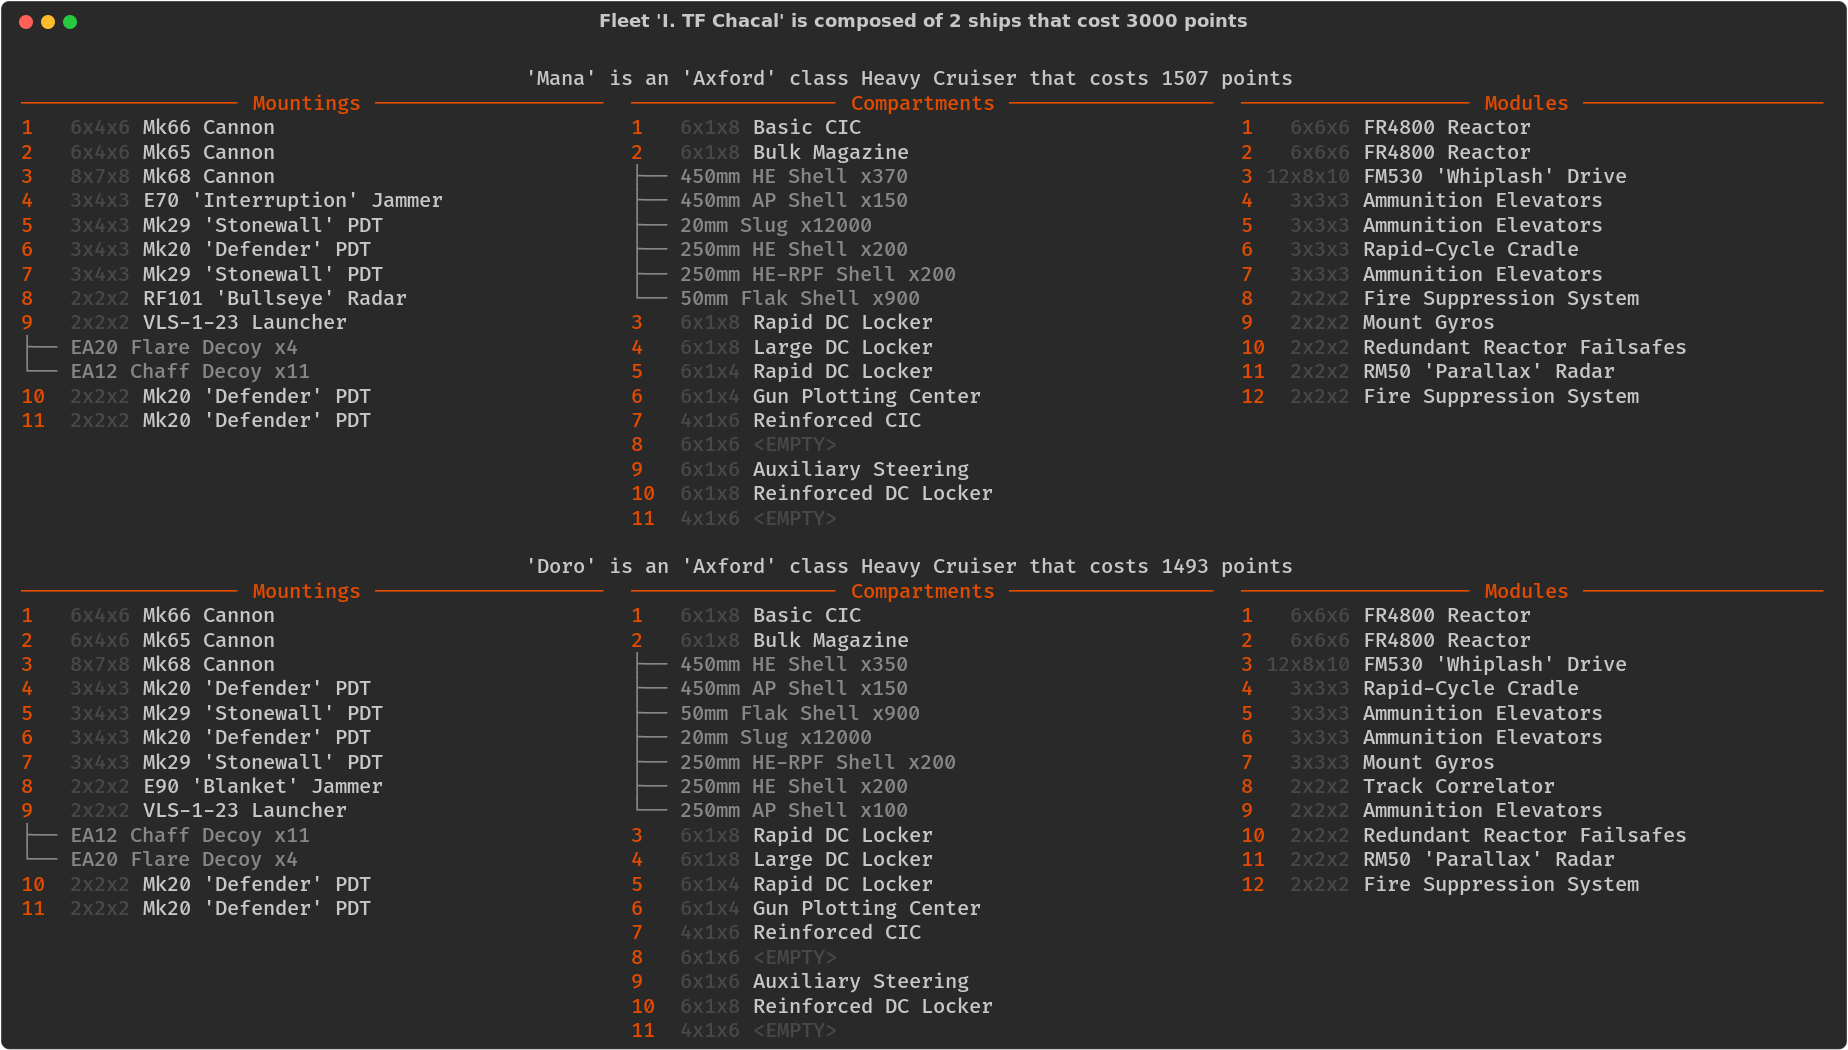 Fleet 'I. TF Chacal' is composed of 2 ships that cost 3000 points
'Mana' is an 'Axford' class Heavy Cruiser that costs 1507 points
Mountings
1 6x4x6 Mk66 Cannon
2 6x4x6 Mk65 Cannon
3 8x7x8 Mk68 Cannon
4 3x4x3 E70 'Interruption' Jammer
5 3x4x3 Mk29 'Stonewall' PDT
6 3x4x3 Mk20 'Defender' PDT
7 3x4x3 Mk29 'Stonewall' PDT
8 2x2x2 RF101 'Bullseye' Radar
9 2x2x2 VLS-1-23 Launcher
├── EA20 Flare Decoy x4
└── EA12 Chaff Decoy x11
10 2x2x2 Mk20 'Defender' PDT
11 2x2x2 Mk20 'Defender' PDT
Compartments
1 6x1x8 Basic CIC
2 6x1x8 Bulk Magazine
├── 450mm HE Shell x370
├── 450mm AP Shell x150
├── 20mm Slug x12000
├── 250mm HE Shell x200
├── 250mm HE-RPF Shell x200
└── 50mm Flak Shell x900
3 6x1x8 Rapid DC Locker
4 6x1x8 Large DC Locker
5 6x1x4 Rapid DC Locker
6 6x1x4 Gun Plotting Center
7 4x1x6 Reinforced CIC
8 6x1x6 <EMPTY>
9 6x1x6 Auxiliary Steering
10 6x1x8 Reinforced DC Locker
11 4x1x6 <EMPTY>
Modules
1 6x6x6 FR4800 Reactor
2 6x6x6 FR4800 Reactor
3 12x8x10 FM530 'Whiplash' Drive
4 3x3x3 Ammunition Elevators
5 3x3x3 Ammunition Elevators
6 3x3x3 Rapid-Cycle Cradle
7 3x3x3 Ammunition Elevators
8 2x2x2 Fire Suppression System
9 2x2x2 Mount Gyros
10 2x2x2 Redundant Reactor Failsafes
11 2x2x2 RM50 'Parallax' Radar
12 2x2x2 Fire Suppression System
'Doro' is an 'Axford' class Heavy Cruiser that costs 1493 points
Mountings
1 6x4x6 Mk66 Cannon
2 6x4x6 Mk65 Cannon
3 8x7x8 Mk68 Cannon
4 3x4x3 Mk20 'Defender' PDT
5 3x4x3 Mk29 'Stonewall' PDT
6 3x4x3 Mk20 'Defender' PDT
7 3x4x3 Mk29 'Stonewall' PDT
8 2x2x2 E90 'Blanket' Jammer
9 2x2x2 VLS-1-23 Launcher
├── EA12 Chaff Decoy x11
└── EA20 Flare Decoy x4
10 2x2x2 Mk20 'Defender' PDT
11 2x2x2 Mk20 'Defender' PDT
Compartments
1 6x1x8 Basic CIC
2 6x1x8 Bulk Magazine
├── 450mm HE Shell x350
├── 450mm AP Shell x150
├── 50mm Flak Shell x900
├── 20mm Slug x12000
├── 250mm HE-RPF Shell x200
├── 250mm HE Shell x200
└── 250mm AP Shell x100
3 6x1x8 Rapid DC Locker
4 6x1x8 Large DC Locker
5 6x1x4 Rapid DC Locker
6 6x1x4 Gun Plotting Center
7 4x1x6 Reinforced CIC
8 6x1x6 <EMPTY>
9 6x1x6 Auxiliary Steering
10 6x1x8 Reinforced DC Locker
11 4x1x6 <EMPTY>
Modules
1 6x6x6 FR4800 Reactor
2 6x6x6 FR4800 Reactor
3 12x8x10 FM530 'Whiplash' Drive
4 3x3x3 Rapid-Cycle Cradle
5 3x3x3 Ammunition Elevators
6 3x3x3 Ammunition Elevators
7 3x3x3 Mount Gyros
8 2x2x2 Track Correlator
9 2x2x2 Ammunition Elevators
10 2x2x2 Redundant Reactor Failsafes
11 2x2x2 RM50 'Parallax' Radar
12 2x2x2 Fire Suppression System